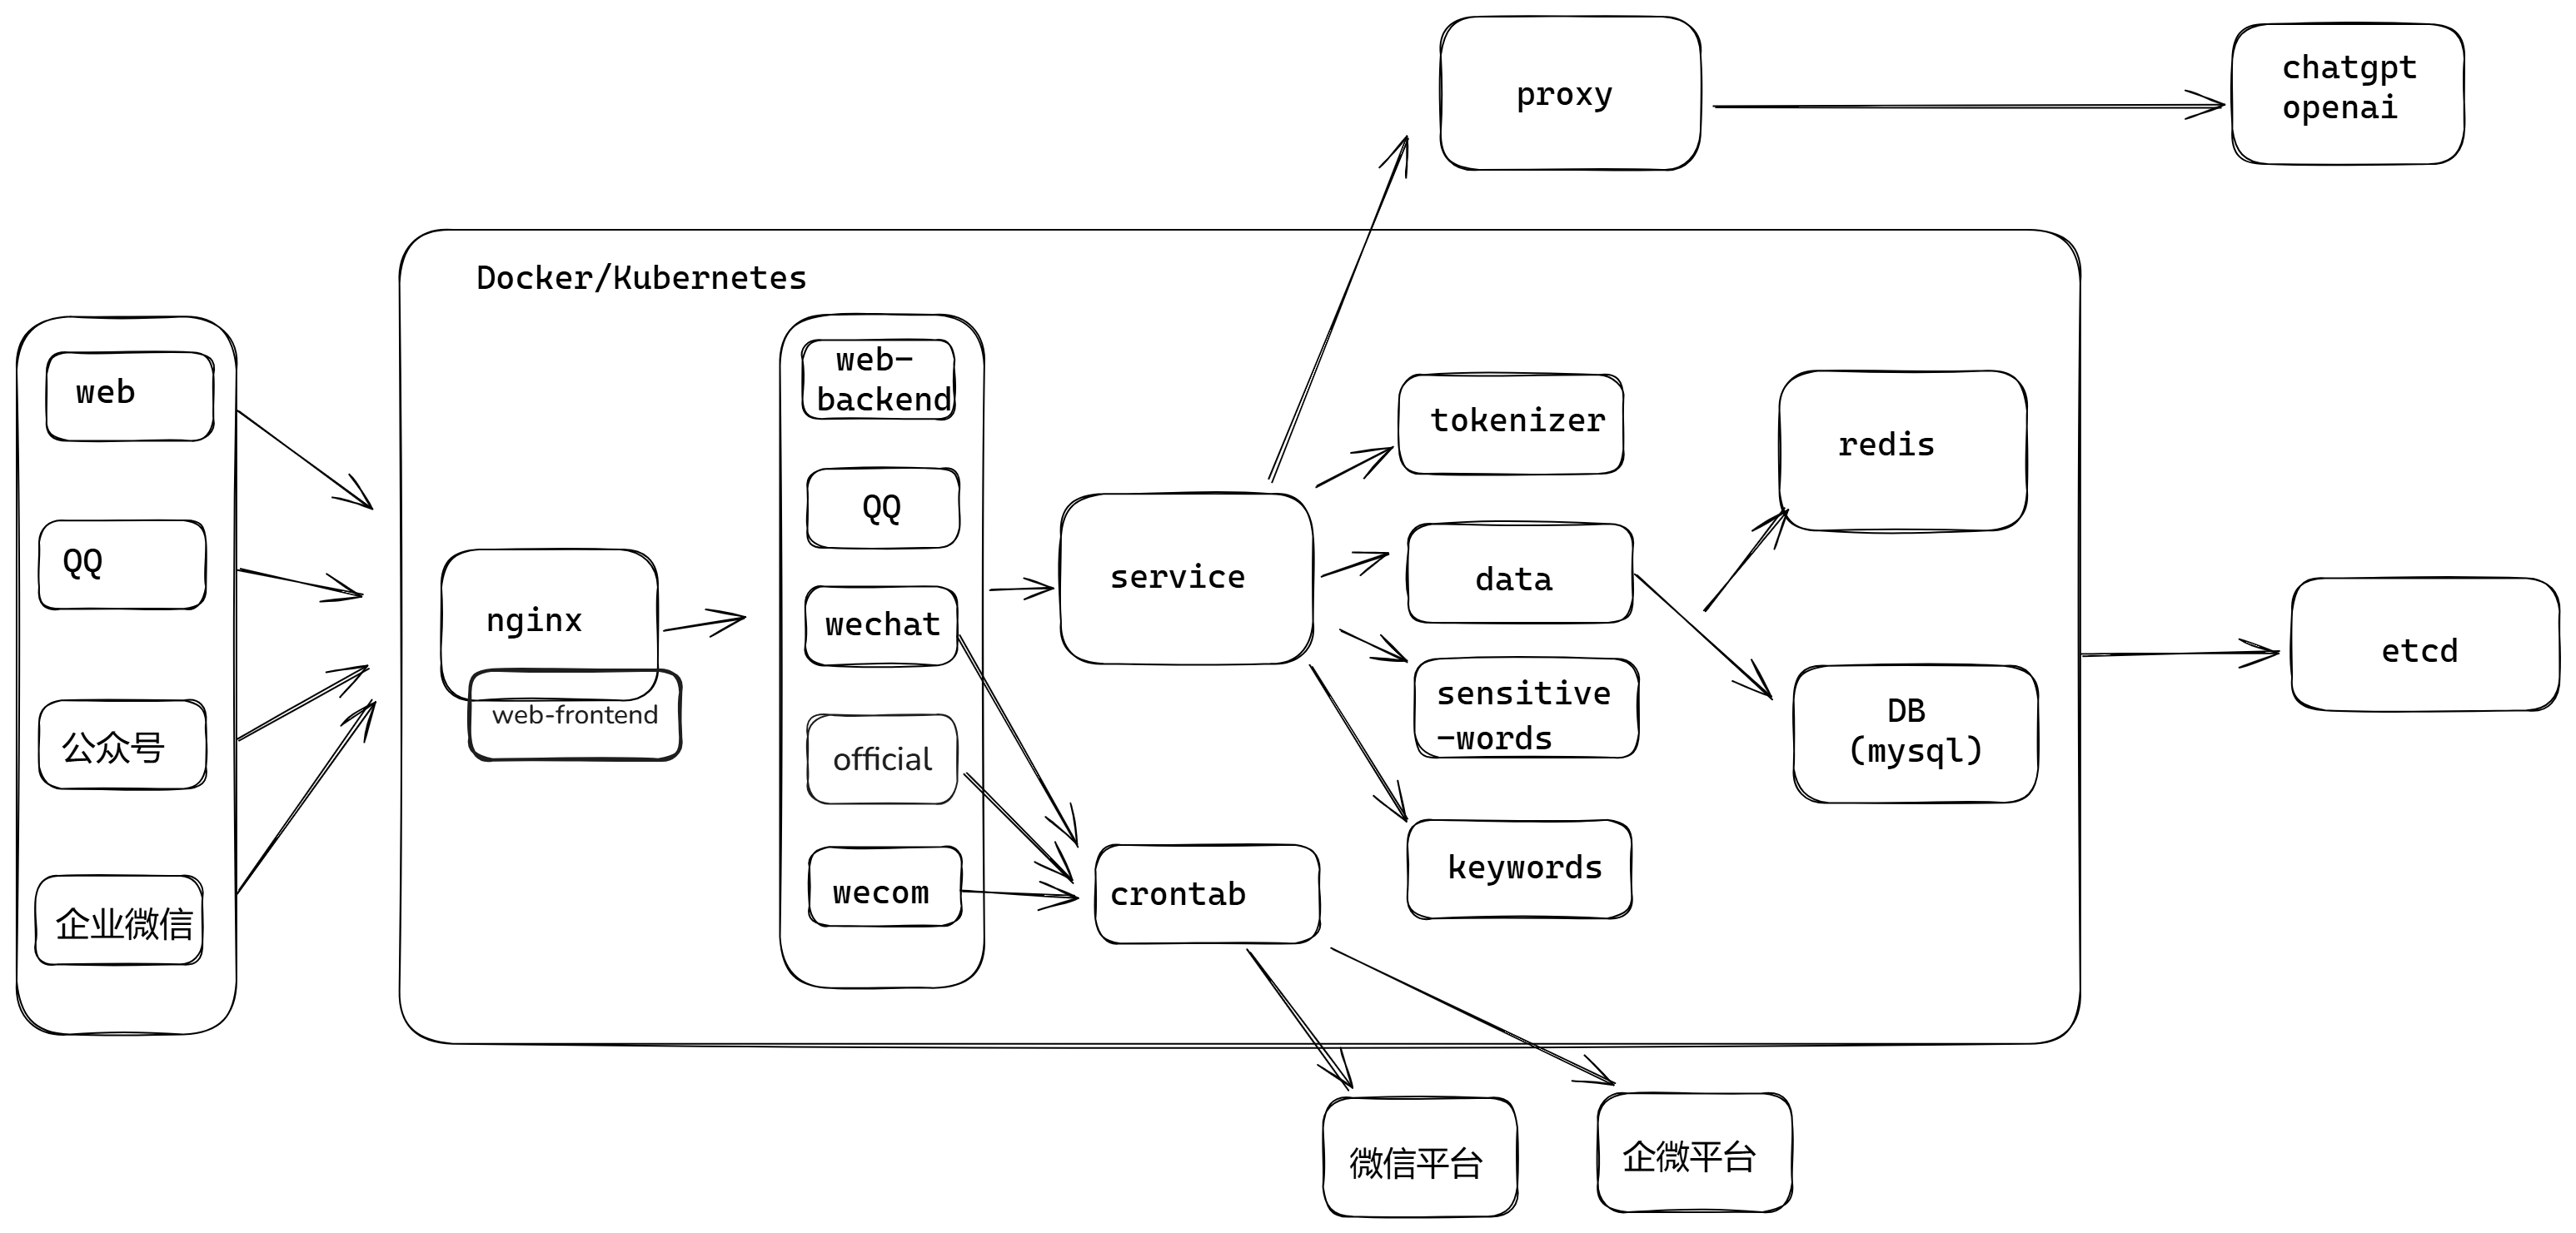 proxy
chatgpt
openai
Docker/Kubernetes
web
QQ
公众号
企业微信
nginx
web-frontend
web-
backend
QQ
wechat
official
wecom
service
crontab
tokenizer
data
sensitive
-words
keywords
redis
DB
(mysql)
etcd
微信平台
企微平台